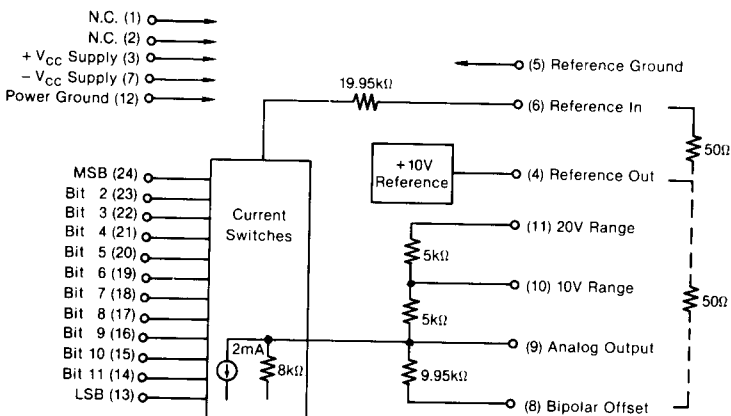 N.C. (1)
N.C. (2)
+ VCC Supply (3)
− VCC Supply (7)
Power Ground (12)
(5) Reference Ground
19.95kΩ
(6) Reference In
50Ω
+10V
Reference
(4) Reference Out
MSB (24)
Bit 2 (23)
Bit 3 (22)
Bit 4 (21)
Bit 5 (20)
Bit 6 (19)
Bit 7 (18)
Bit 8 (17)
Bit 9 (16)
Bit 10 (15)
Bit 11 (14)
LSB (13)
Current
Switches
(11) 20V Range
5kΩ
(10) 10V Range
50Ω
5kΩ
(9) Analog Output
2mA
8kΩ
9.95kΩ
(8) Bipolar Offset